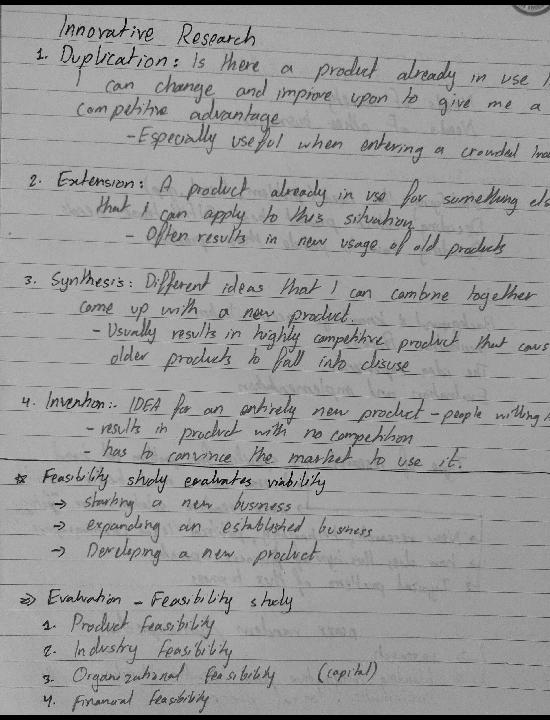 Innovative Research
1. Duplication: Is there a product already in use I
can change and improve upon to give me a
competitive advantage
- Especially useful when entering a crowded
2. Extension: A product already in use for something
that I can apply to this situation
- Often results in new usage of old products
3. Synthesis: Different ideas that I can combine together
come up with a new product.
- Usually results in highly competitive product that
older products to fall into disuse
4. Invention:- IDEA for an entirely new product - people willing
- results in product with no competition
- has to convince the market to use it.
* Feasibility study evaluates viability
→ starting a new business
→ expanding an established business
→ Developing a new product
⇒ Evaluation - Feasibility study
1. Product feasibility
2. Industry feasibility
3. Organizational feasibility (capital)
4. Financial feasibility